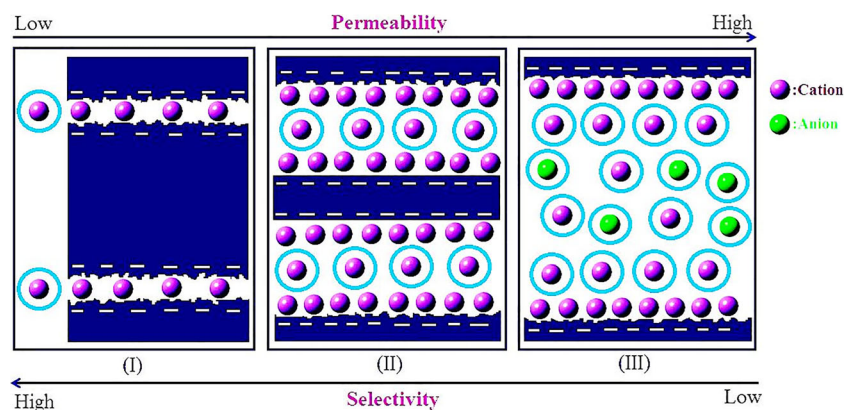 Low Permeability High
:Cation
:Anion
(I) (II) (III)
High Selectivity Low